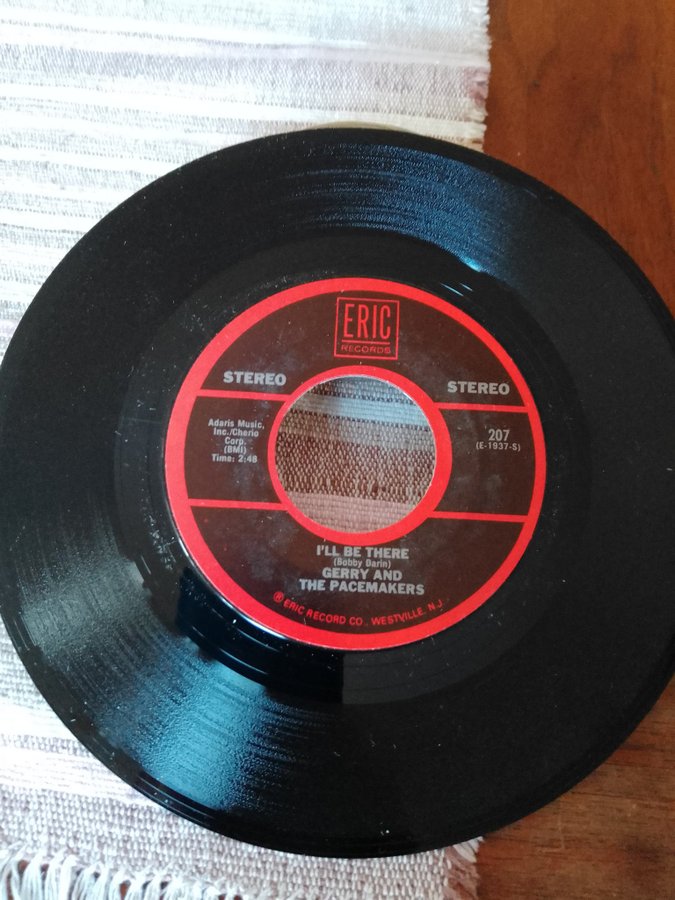 ERIC
RECORDS
STEREO
STEREO
Adaris Music,
Inc./Cherio
Corp.
(BMI)
Time: 2:48
207
(E-1937-S)
I'LL BE THERE
(Bobby Darin)
GERRY AND
THE PACEMAKERS
® ERIC RECORD CO., WESTVILLE, N.J.